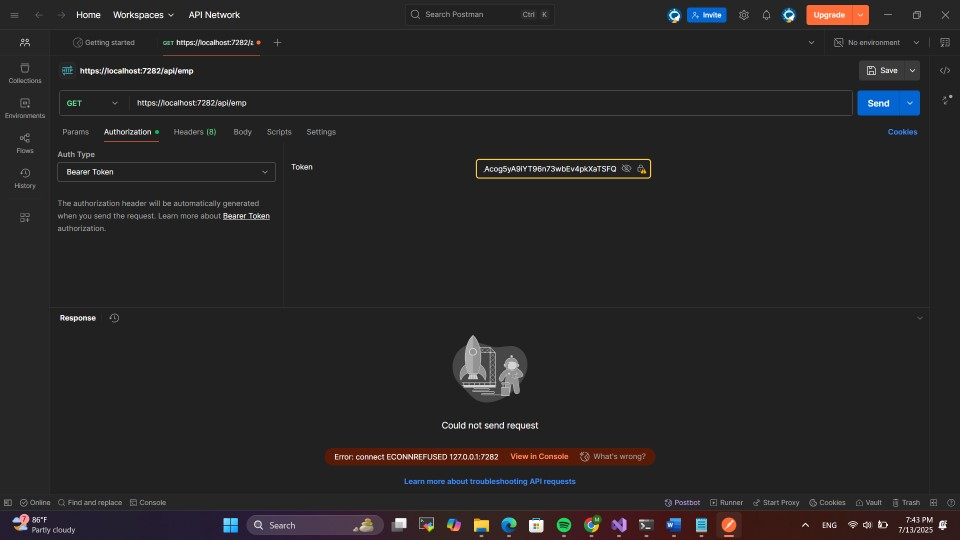 Home Workspaces API Network Search Postman Ctrl K Invite Upgrade
Getting started GET https://localhost:7282/a No environment
HTTP https://localhost:7282/api/emp Save
GET https://localhost:7282/api/emp Send
Params Authorization Headers (8) Body Scripts Settings Cookies
Collections
Environments
Flows
History
Auth Type
Bearer Token
The authorization header will be automatically generated
when you send the request. Learn more about Bearer Token
authorization.
Token .Acog5yA9iYT96n73wbEv4pkXaTSFQ
Response
Could not send request
Error: connect ECONNREFUSED 127.0.0.1:7282 View in Console What's wrong?
Learn more about troubleshooting API requests
Online Find and replace Console Postbot Runner Start Proxy Cookies Vault Trash
7 86°F
Partly cloudy
Search
ENG
7:43 PM
7/13/2025